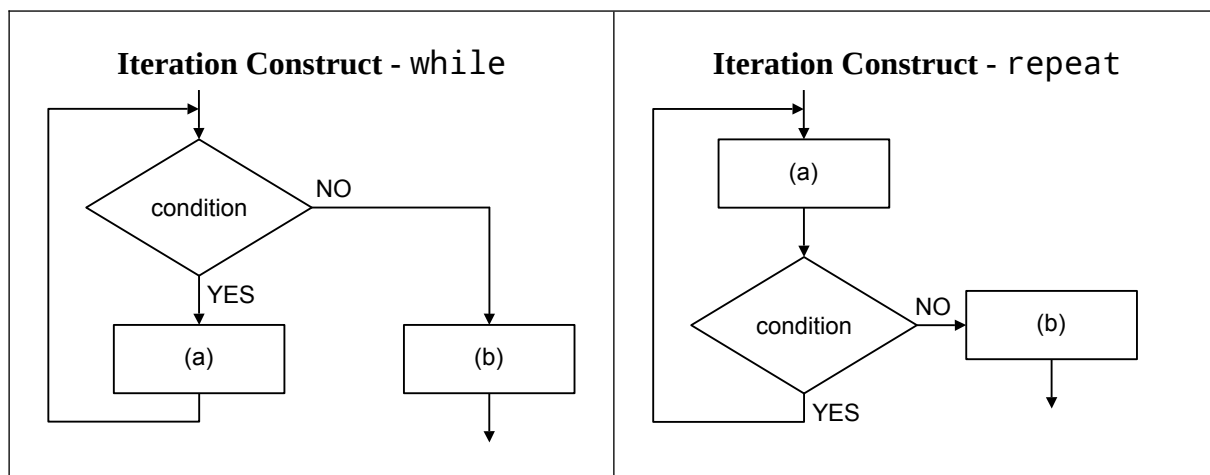 Iteration Construct - while
condition
NO
YES
(a)
(b)
Iteration Construct - repeat
(a)
condition
NO
(b)
YES